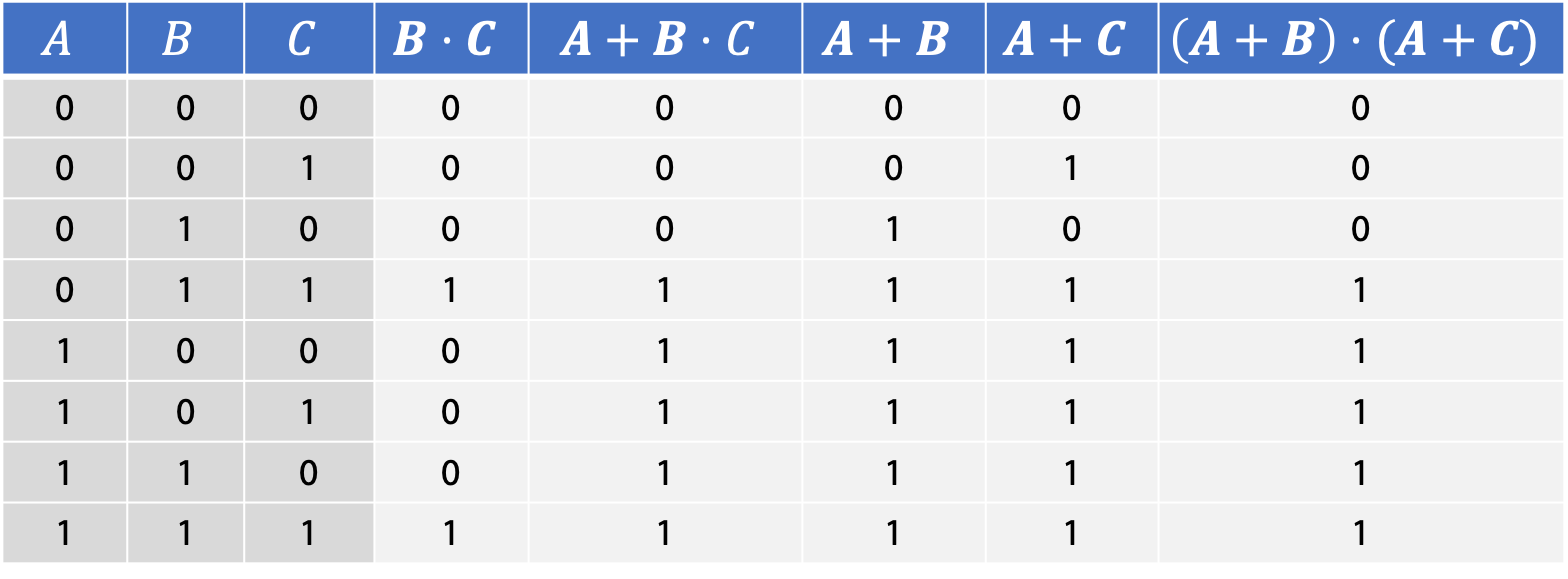 A B C B · C A + B · C A + B A + C (A + B) · (A + C)
0 0 0 0 0 0 0 0
0 0 1 0 0 0 1 0
0 1 0 0 0 1 0 0
0 1 1 1 1 1 1 1
1 0 0 0 1 1 1 1
1 0 1 0 1 1 1 1
1 1 0 0 1 1 1 1
1 1 1 1 1 1 1 1